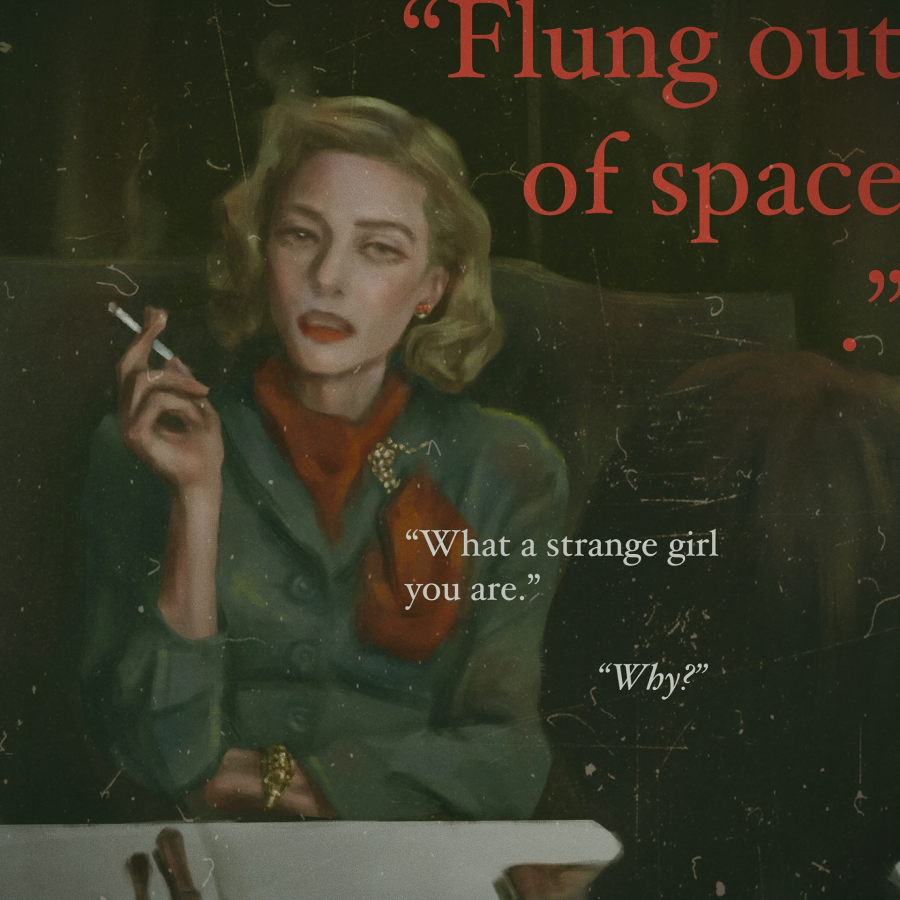 “Flung out
of space
”
.
“What a strange girl
you are.”
“Why?”